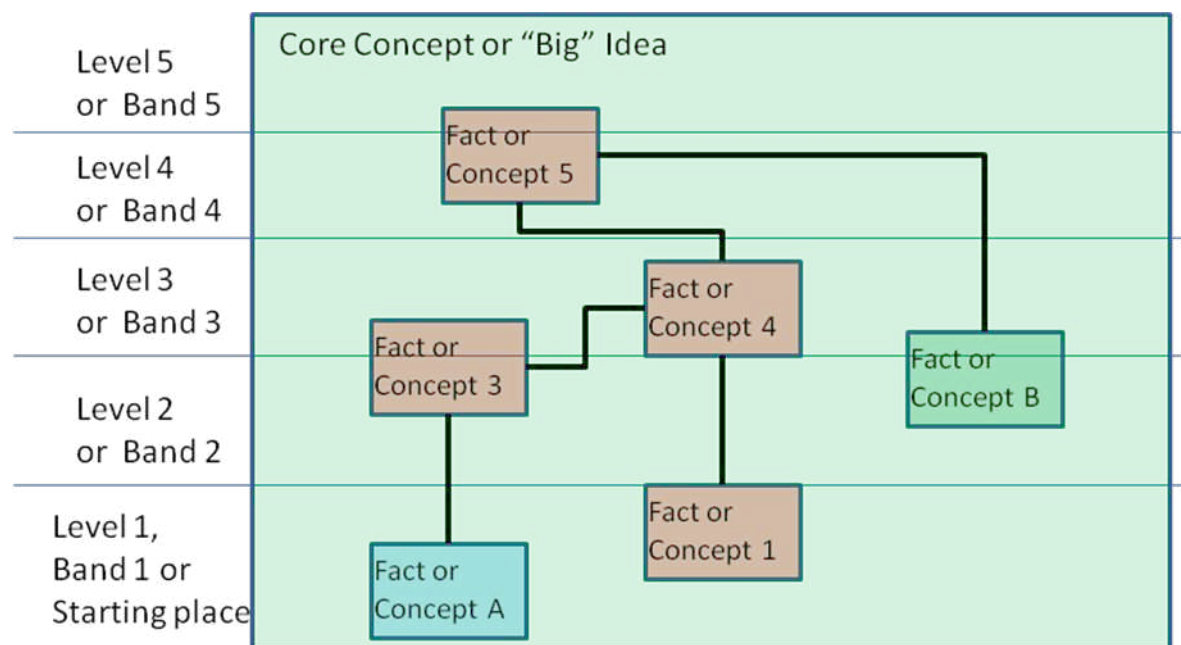 Core Concept or “Big” Idea
Level 5
or Band 5
Fact or
Concept 5
Level 4
or Band 4
Level 3
or Band 3
Fact or
Concept 4
Fact or
Concept 3
Fact or
Concept B
Level 2
or Band 2
Fact or
Concept 1
Level 1,
Band 1 or
Starting place
Fact or
Concept A